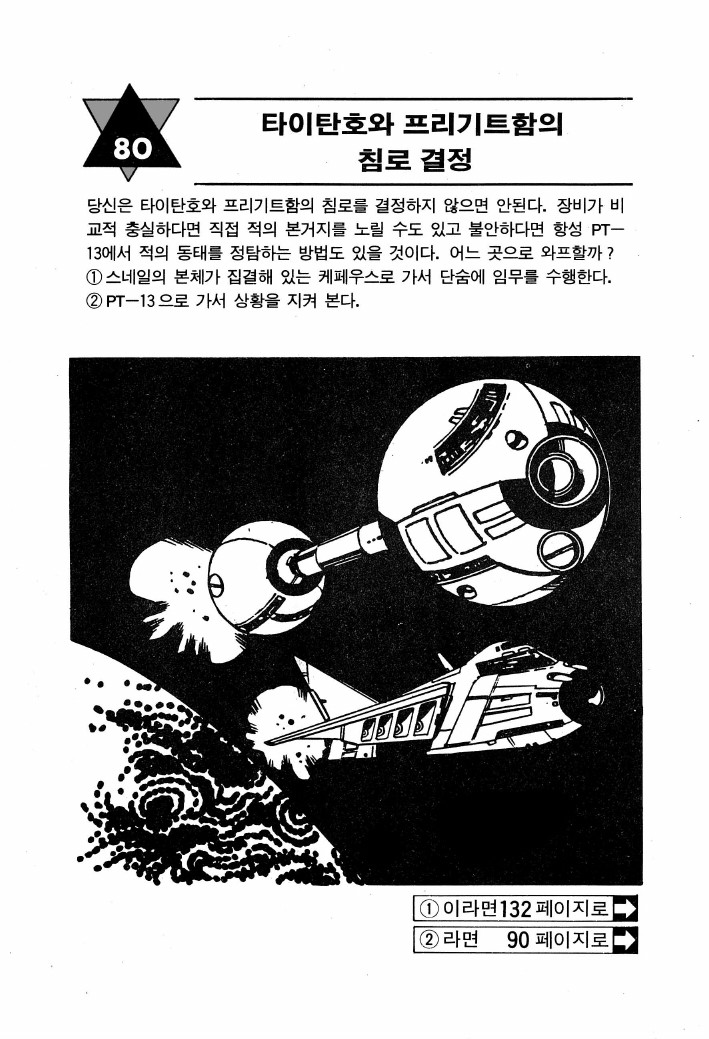 80
타이탄호와 프리기트함의
침로 결정
당신은 타이탄호와 프리기트함의 침로를 결정하지 않으면 안된다. 장비가 비
교적 충실하다면 직접 적의 본거지를 노릴 수도 있고 불안하다면 항성 PT—
13에서 적의 동태를 정탐하는 방법도 있을 것이다. 어느 곳으로 와프할까?
①스네일의 본체가 집결해 있는 케페우스로 가서 단숨에 임무를 수행한다.
②PT—13으로 가서 상황을 지켜 본다.
①이라면132페이지로
②라면 90페이지로